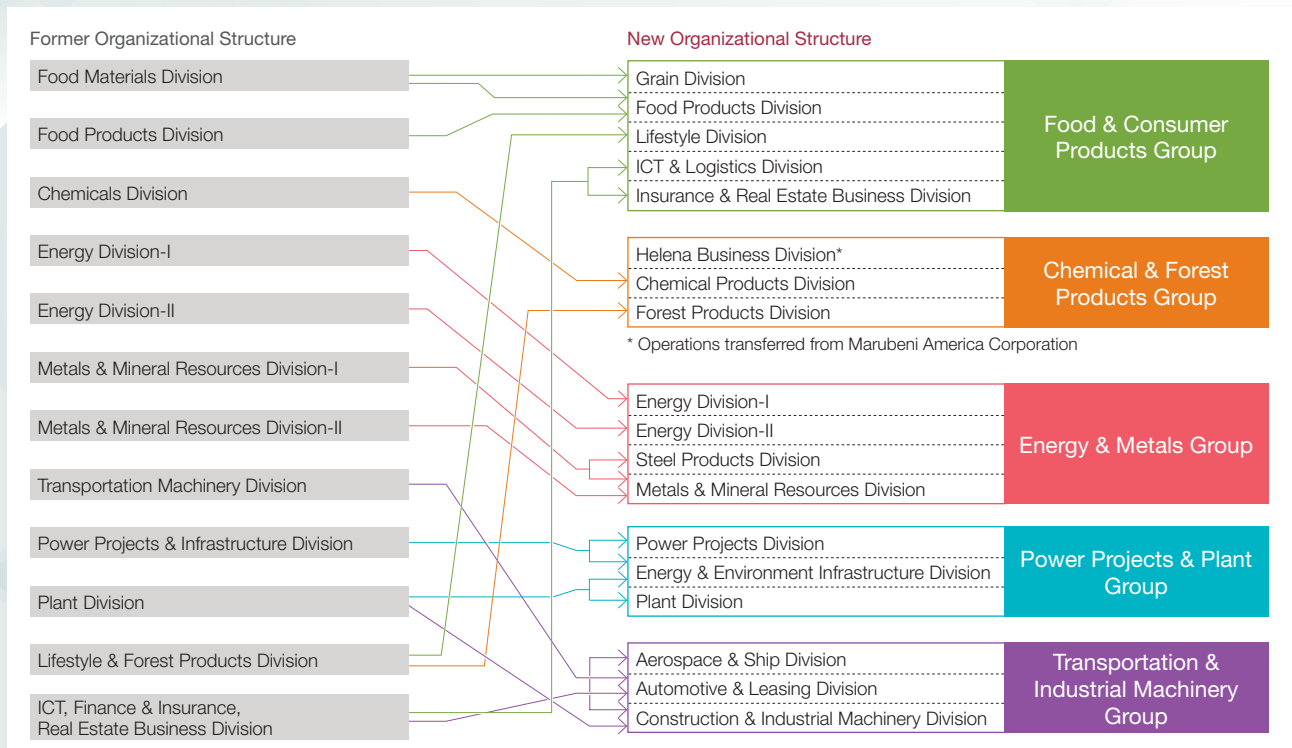 Former Organizational Structure
Food Materials Division
Food Products Division
Chemicals Division
Energy Division-I
Energy Division-II
Metals & Mineral Resources Division-I
Metals & Mineral Resources Division-II
Transportation Machinery Division
Power Projects & Infrastructure Division
Plant Division
Lifestyle & Forest Products Division
ICT, Finance & Insurance,
Real Estate Business Division
New Organizational Structure
Grain Division
Food Products Division
Lifestyle Division
ICT & Logistics Division
Insurance & Real Estate Business Division
Food & Consumer
Products Group
Helena Business Division*
Chemical Products Division
Forest Products Division
Chemical & Forest
Products Group
* Operations transferred from Marubeni America Corporation
Energy Division-I
Energy Division-II
Steel Products Division
Metals & Mineral Resources Division
Energy & Metals Group
Power Projects Division
Energy & Environment Infrastructure Division
Plant Division
Power Projects & Plant
Group
Aerospace & Ship Division
Automotive & Leasing Division
Construction & Industrial Machinery Division
Transportation &
Industrial Machinery
Group